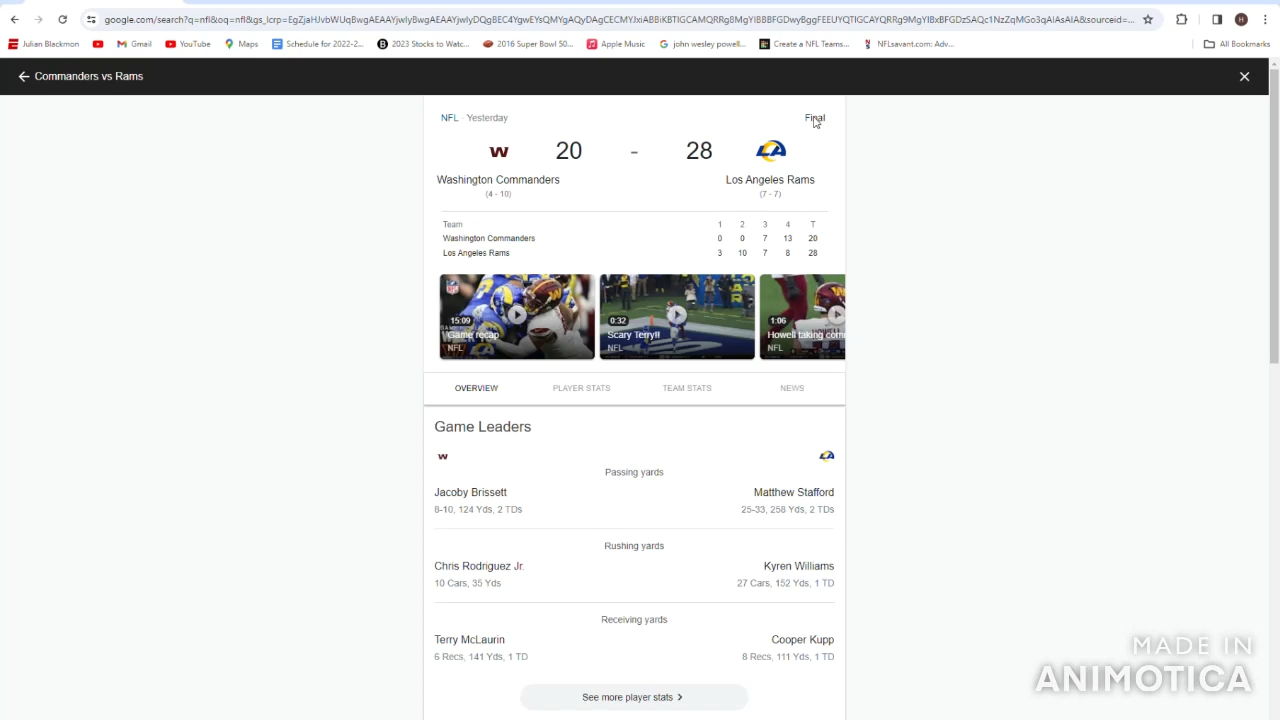 google.com/search?q=nfl&oq=nfl&gs_lcrp=
Julian Blackmon
Gmail
YouTube
Maps
Schedule for 2022-2...
2023 Stocks to Watc...
2016 Super Bowl 50...
Apple Music
john wesley powell...
Create a NFL Teams...
NFLsavant.com: Adv...
All Bookmarks
Commanders vs Rams
NFL · Yesterday
Final
20 - 28
Washington Commanders
(4 - 10)
Los Angeles Rams
(7 - 7)
Team 1 2 3 4 T
Washington Commanders 0 0 7 13 20
Los Angeles Rams 3 10 7 8 28
15:09
Game recap
NFL
0:32
Scary Terry!!
NFL
1:06
Howell taking com
NFL
OVERVIEW
PLAYER STATS
TEAM STATS
NEWS
Game Leaders
Passing yards
Jacoby Brissett
8-10, 124 Yds, 2 TDs
Matthew Stafford
25-33, 258 Yds, 2 TDs
Rushing yards
Chris Rodriguez Jr.
10 Cars, 35 Yds
Kyren Williams
27 Cars, 152 Yds, 1 TD
Receiving yards
Terry McLaurin
6 Recs, 141 Yds, 1 TD
Cooper Kupp
8 Recs, 111 Yds, 1 TD
See more player stats
MADE IN
ANIMOTICA